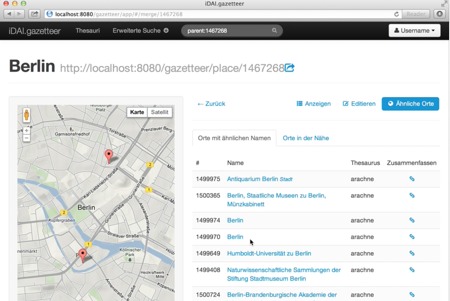 iDAI.gazetteer
localhost:8080/gazetteer/app/#!/merge/1467268
Reader
iDAI.gazetteer Thesauri Erweiterte Suche parent:1467268 Username
Berlin http://localhost:8080/gazetteer/place/1467268
← Zurück Anzeigen Editieren Ähnliche Orte
Karte Satellit
Orte mit ähnlichen Namen Orte in der Nähe
# Name Thesaurus Zusammenfassen
1499975 Antiquarium Berlin Stadt arachne
1500365 Berlin, Staatliche Museen zu Berlin, arachne
Münzkabinett
1499974 Berlin arachne
1499970 Berlin arachne
1499649 Humboldt-Universität zu Berlin arachne
1499408 Naturwissenschaftliche Sammlungen der arachne
Stiftung Stadtmuseum Berlin
1500724 Berlin-Brandenburgische Akademie der arachne
Berlin